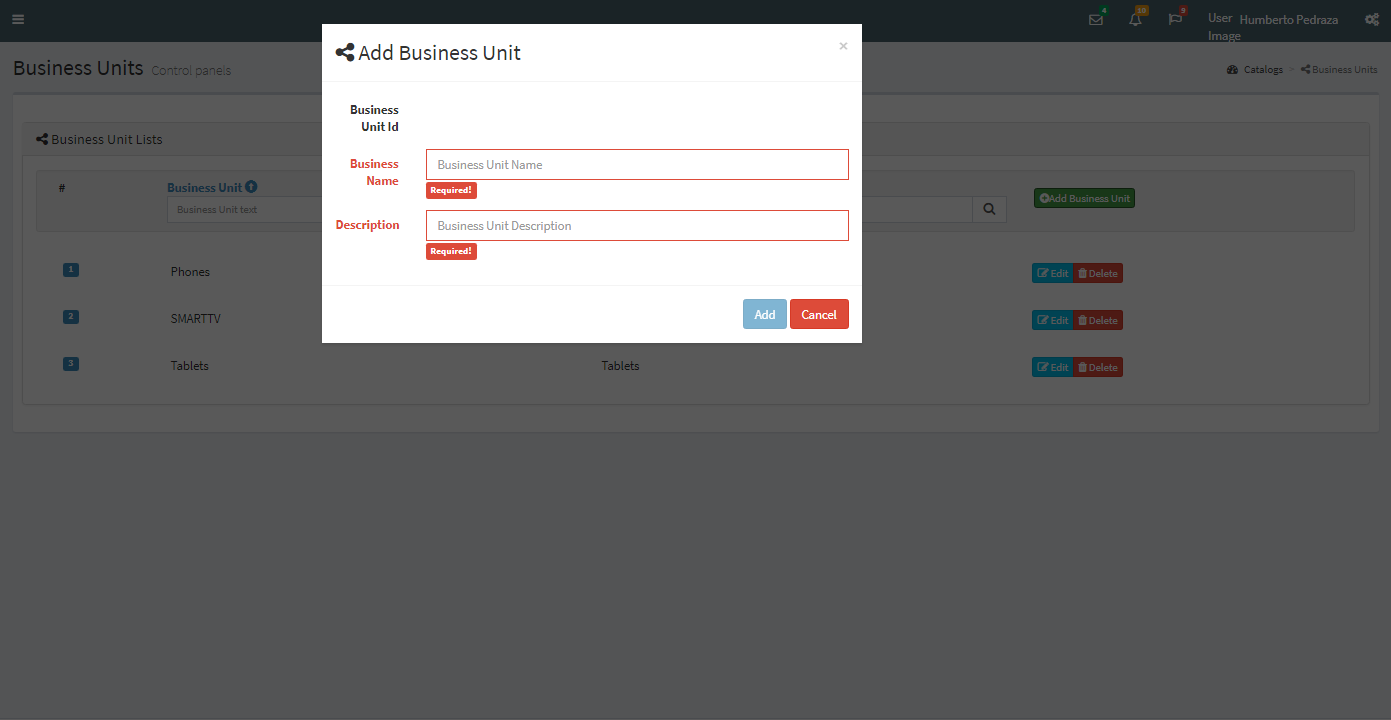 4
10
9
User Image
Humberto Pedraza
Add Business Unit
×
Business Units Control panels
Catalogs > Business Units
Business Unit Lists
Business
Unit Id
Business
Name
Business Unit Name
Required!
Description
Business Unit Description
Required!
Add
Cancel
#
Business Unit
Business Unit text
Add Business Unit
1
Phones
Edit
Delete
2
SMARTTV
Edit
Delete
3
Tablets
Tablets
Edit
Delete